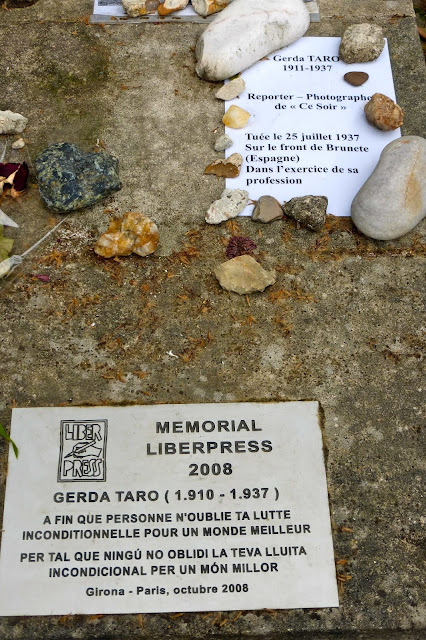 Gerda TARO
1911-1937
Reporter – Photographe
de « Ce Soir »
Tuée le 25 juillet 1937
Sur le front de Brunete
(Espagne)
Dans l'exercice de sa
profession
LIBER
PRESS
MEMORIAL
LIBERPRESS
2008
GERDA TARO ( 1.910 - 1.937 )
A FIN QUE PERSONNE N'OUBLIE TA LUTTE
INCONDITIONNELLE POUR UN MONDE MEILLEUR
PER TAL QUE NINGÚ NO OBLIDI LA TEVA LLUITA
INCONDICIONAL PER UN MÓN MILLOR
Girona - Paris, octubre 2008